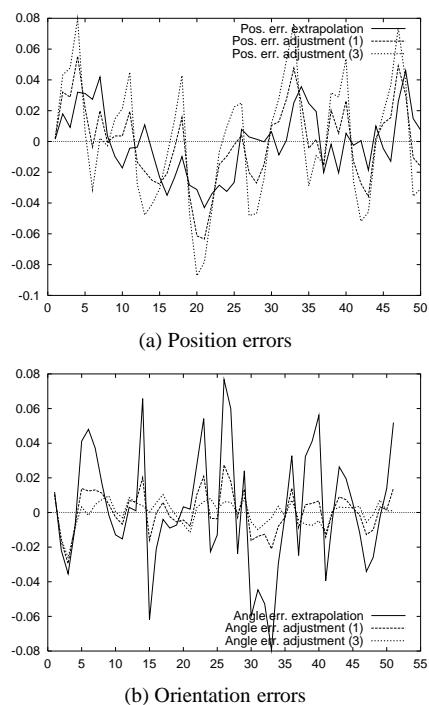 0.08
0.06
0.04
0.02
0
-0.02
-0.04
-0.06
-0.08
-0.1
Pos. err. extrapolation
Pos. err. adjustment (1)
Pos. err. adjustment (3)
0 5 10 15 20 25 30 35 40 45 50
(a) Position errors
0.08
0.06
0.04
0.02
0
-0.02
-0.04
-0.06
-0.08
Angle err. extrapolation
Angle err. adjustment (1)
Angle err. adjustment (3)
0 5 10 15 20 25 30 35 40 45 50 55
(b) Orientation errors